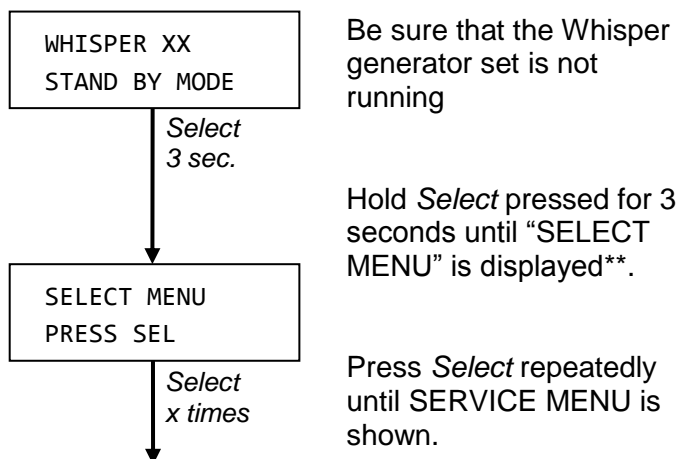 WHISPER XX
STAND BY MODE
Be sure that the Whisper
generator set is not
running
Select
3 sec.
Hold Select pressed for 3
seconds until “SELECT
MENU” is displayed**.
SELECT MENU
PRESS SEL
Select
x times
Press Select repeatedly
until SERVICE MENU is
shown.